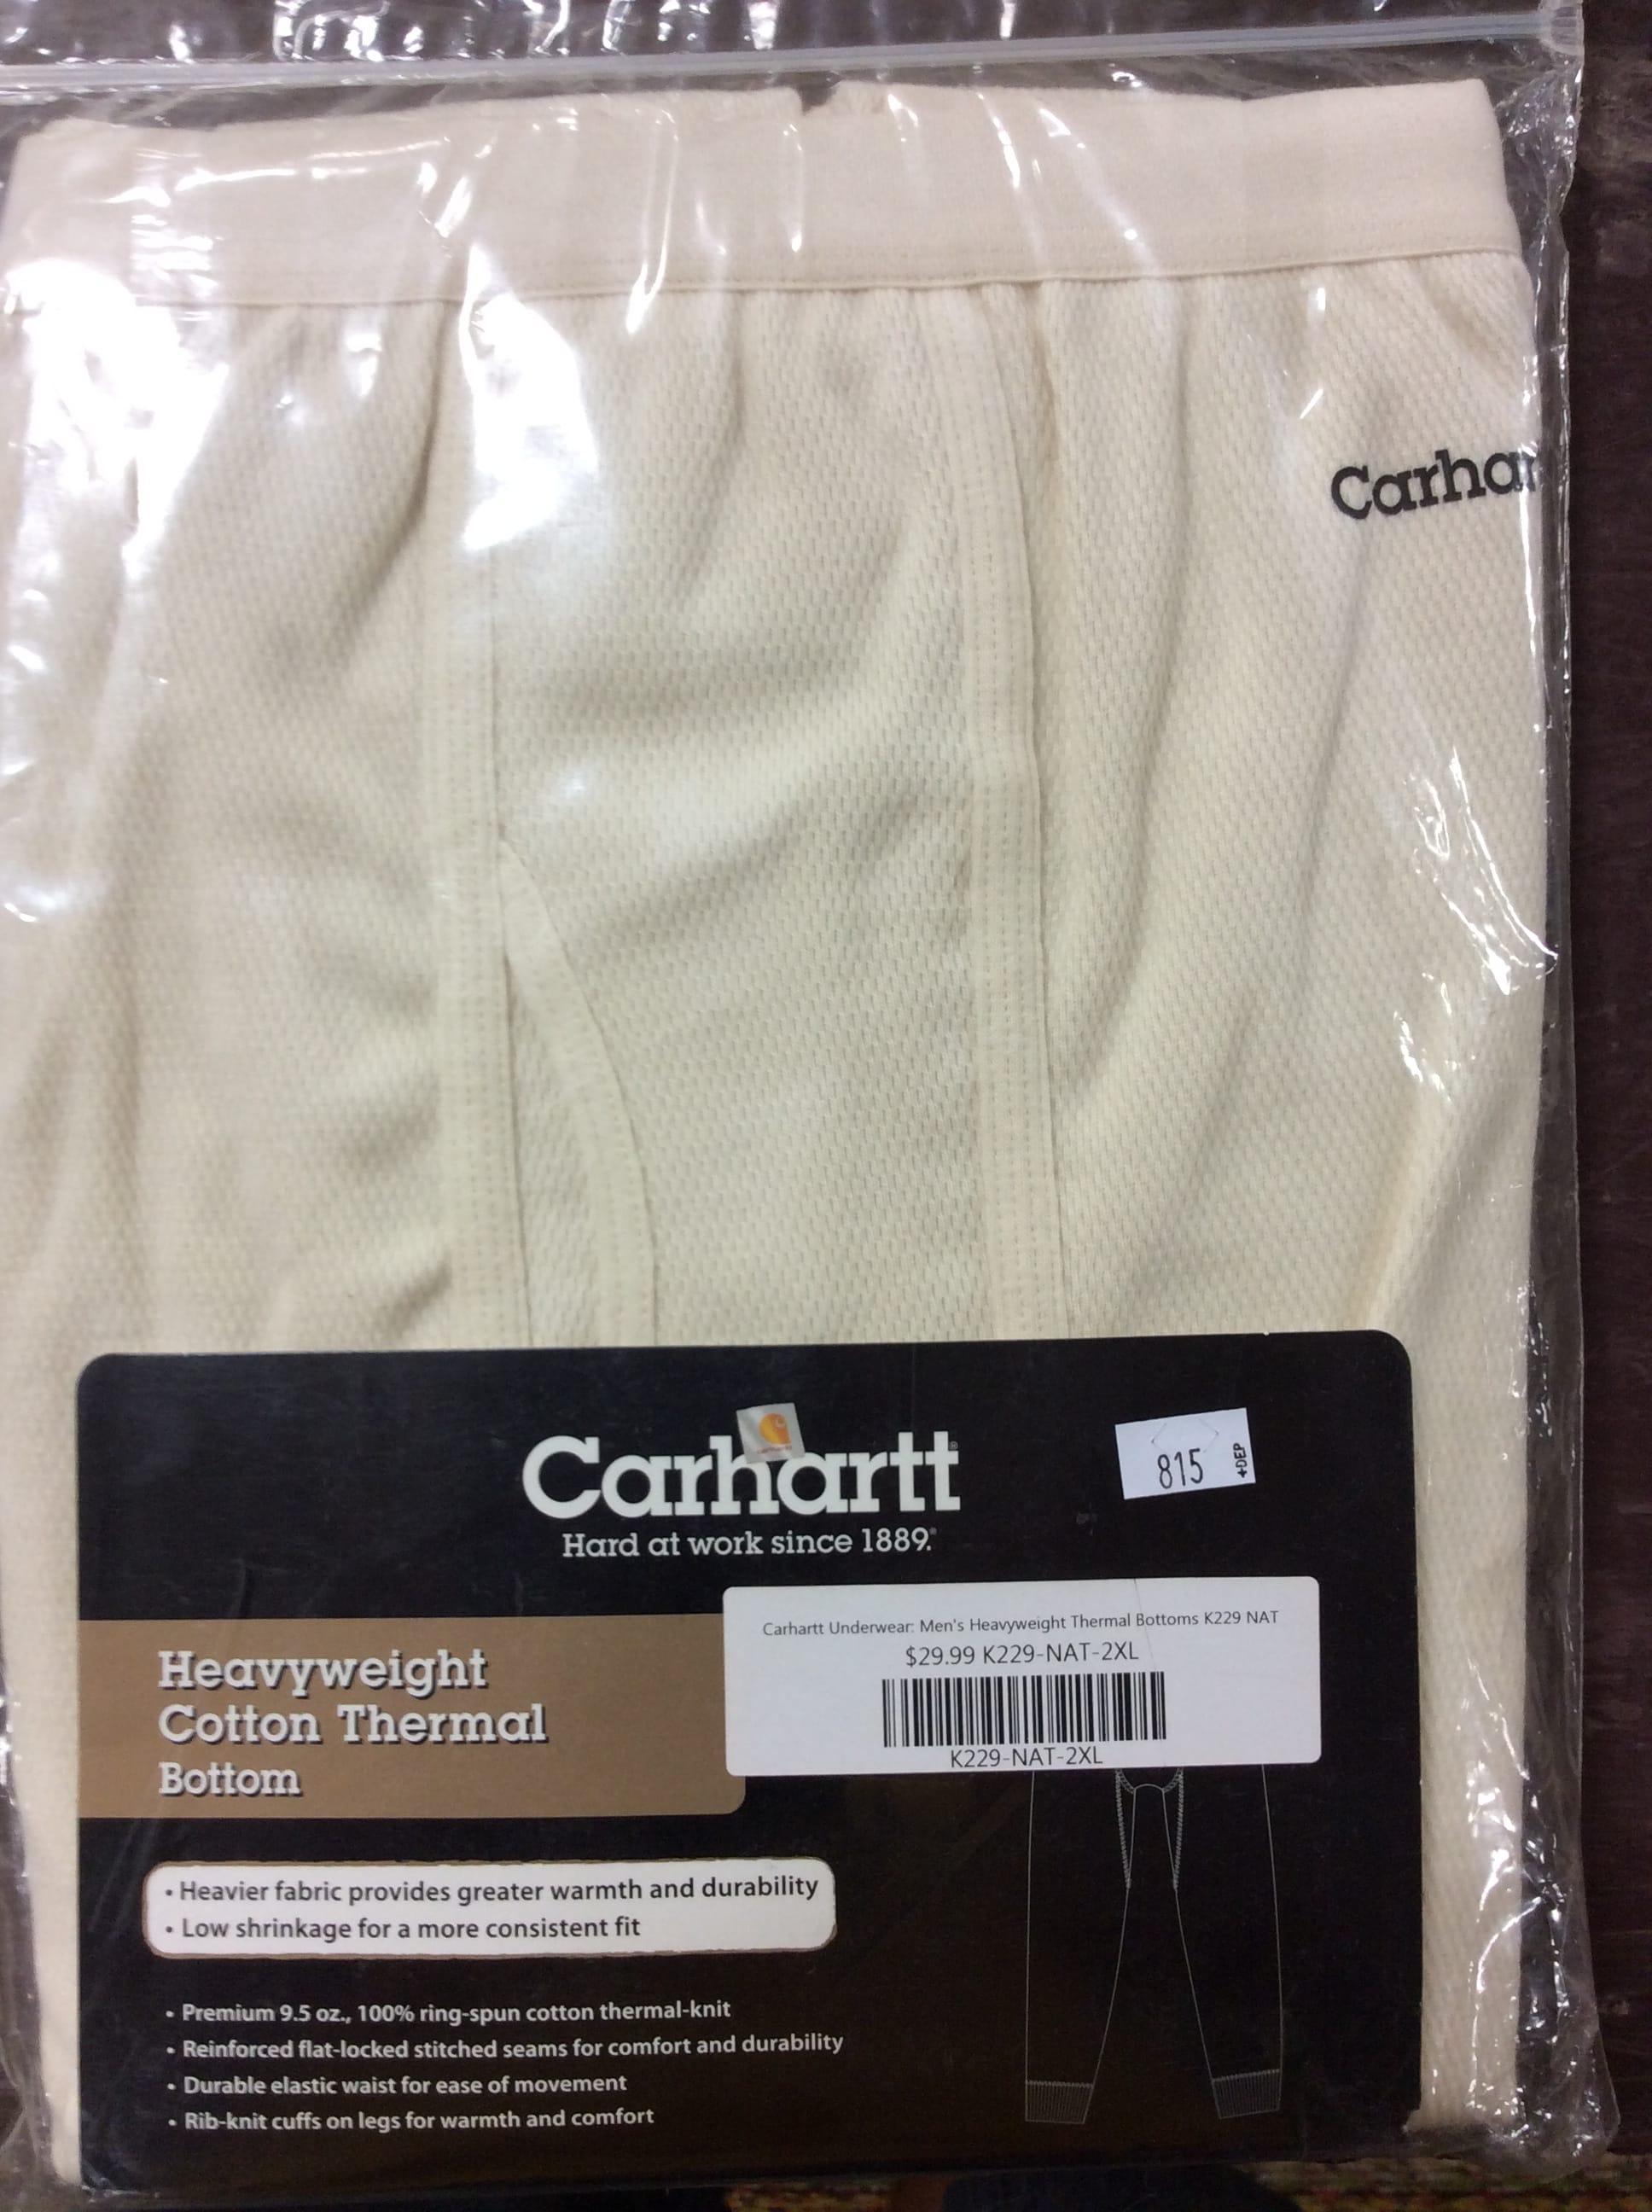 Carhar
Carhartt
Hard at work since 1889.
815
+DEP
Carhartt Underwear: Men's Heavyweight Thermal Bottoms K229 NAT
$29.99 K229-NAT-2XL
K229-NAT-2XL
Heavyweight
Cotton Thermal
Bottom
• Heavier fabric provides greater warmth and durability
• Low shrinkage for a more consistent fit
• Premium 9.5 oz., 100% ring-spun cotton thermal-knit
• Reinforced flat-locked stitched seams for comfort and durability
• Durable elastic waist for ease of movement
• Rib-knit cuffs on legs for warmth and comfort